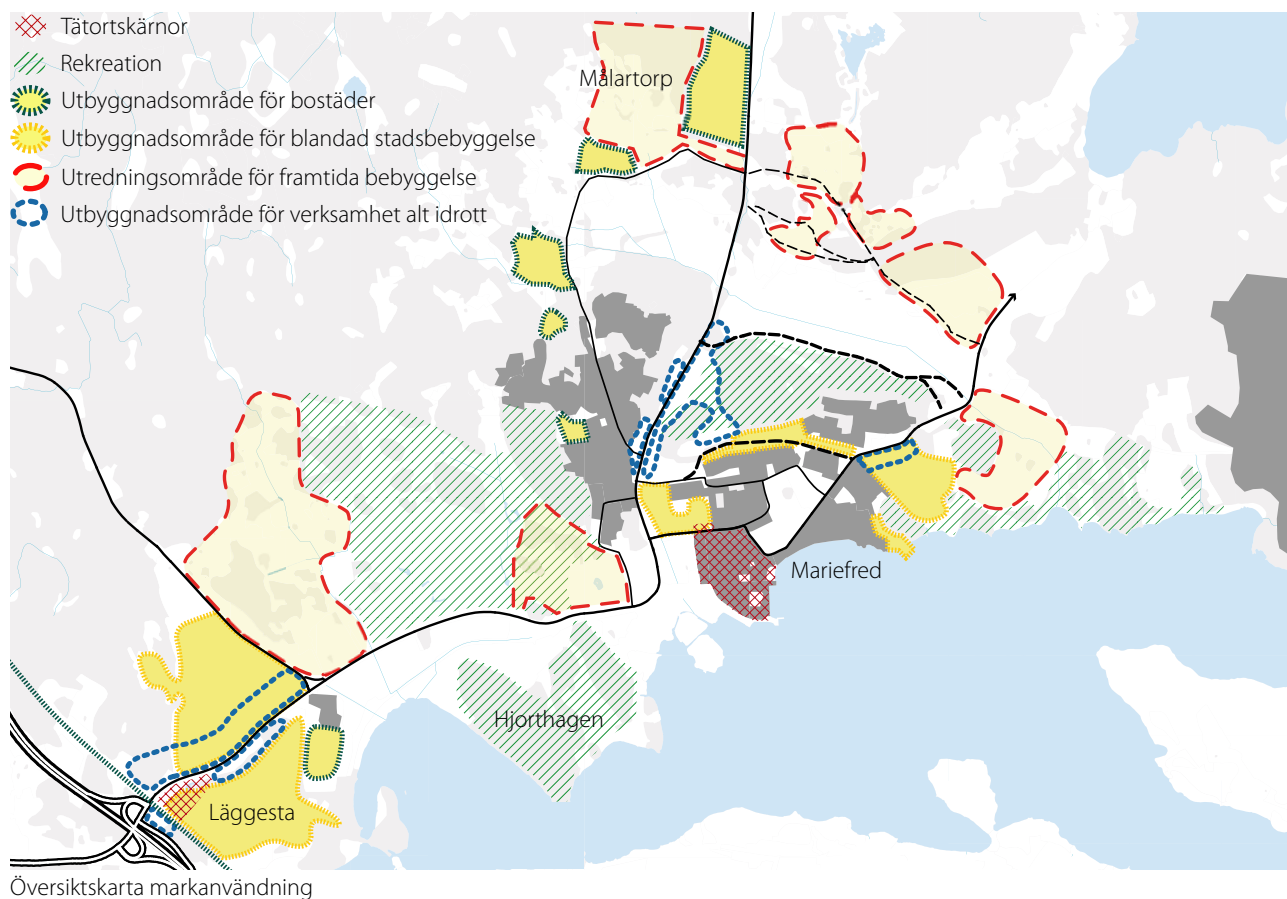 Tätortskärnor
Rekreation
Utbyggnadsområde för bostäder
Utbyggnadsområde för blandad stadsbebyggelse
Utredningsområde för framtida bebyggelse
Utbyggnadsområde för verksamhet alt idrott
Målartorp
Mariefred
Hjorthagen
Läggesta
Översiktskarta markanvändning